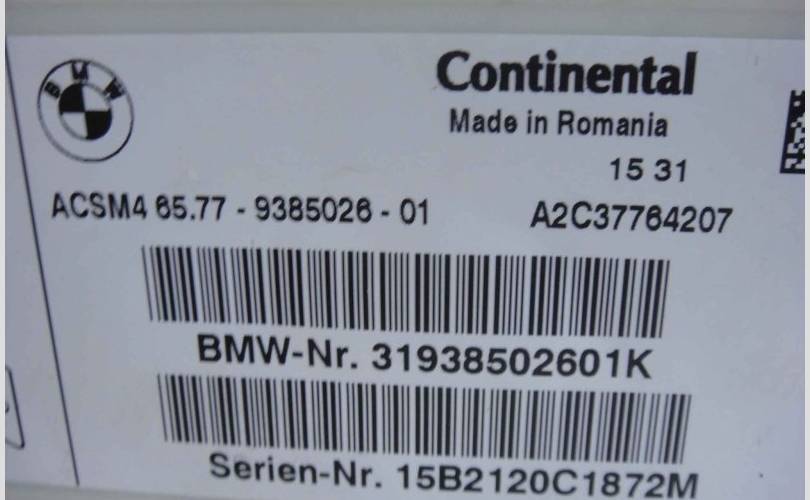 BMW
Continental
Made in Romania
15 31
ACSM4 65.77 - 9385026 - 01 A2C37764207
BMW-Nr. 31938502601K
Serien-Nr. 15B2120C1872M